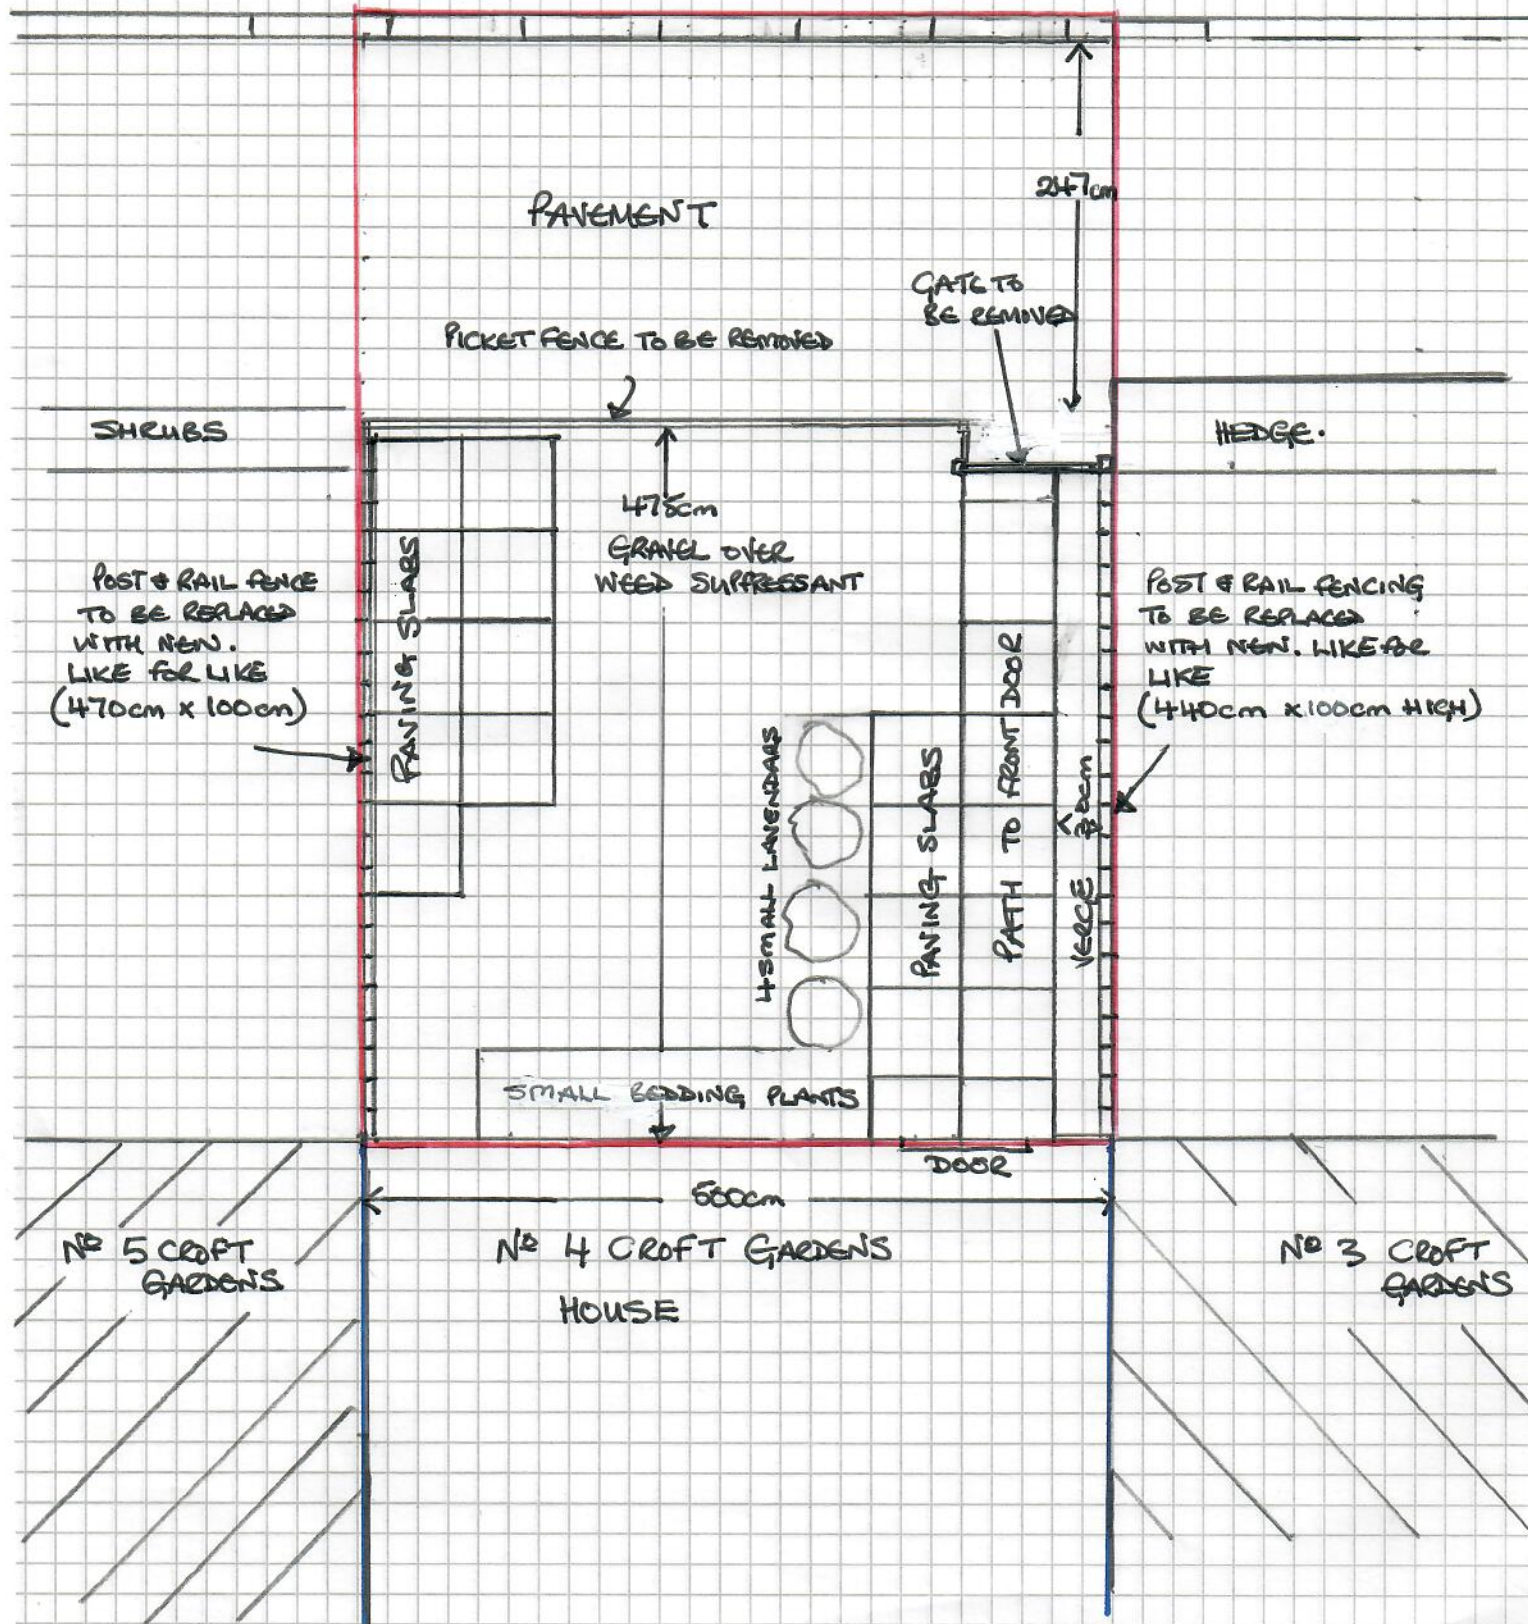 PAVEMENT
247cm
GATE TO
BE REMOVED
PICKET FENCE TO BE REMOVED
SHRUBS
HEDGE.
475cm
GRAVEL OVER
WEED SUPPRESSANT
POST & RAIL FENCE
TO BE REPLACED
WITH NEW.
LIKE FOR LIKE
(470cm x 100cm)
PAVING SLABS
POST & RAIL FENCING
TO BE REPLACED
WITH NEW. LIKE FOR
LIKE
(440cm x 100cm HIGH)
4 SMALL LAVENDARS
PAVING SLABS
PATH TO FRONT DOOR
VERGE
SMALL BEDDING PLANTS
DOOR
500cm
Nº 5 CROFT
GARDENS
Nº 4 CROFT GARDENS
HOUSE
Nº 3 CROFT
GARDENS